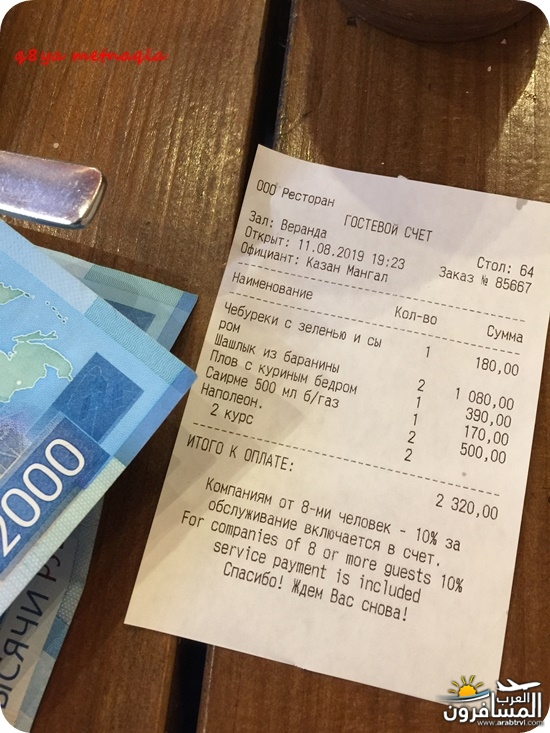 q8ya memaqia
ООО Ресторан
ГОСТЕВОЙ СЧЕТ
Зал: Веранда Стол: 64
Открыт: 11.08.2019 19:23 Заказ № 85667
Официант: Казан Мангал
Наименование Кол-во Сумма
Чебуреки с зеленью и сы 1 180,00
ром
Шашлык из баранины 2 1 080,00
Плов с куриным бедром 1 390,00
Саирме 500 мл б/газ 1 170,00
Наполеон. 2 500,00
2 курс 2
ИТОГО К ОПЛАТЕ: 2 320,00
Компаниям от 8-ми человек - 10% за
обслуживание включается в счет.
For companies of 8 or more guests 10%
service payment is included
Спасибо! Ждем Вас снова!
2000
ЫСЯЧИ РУ
العرب
المسافرون
www.arabtrvl.com